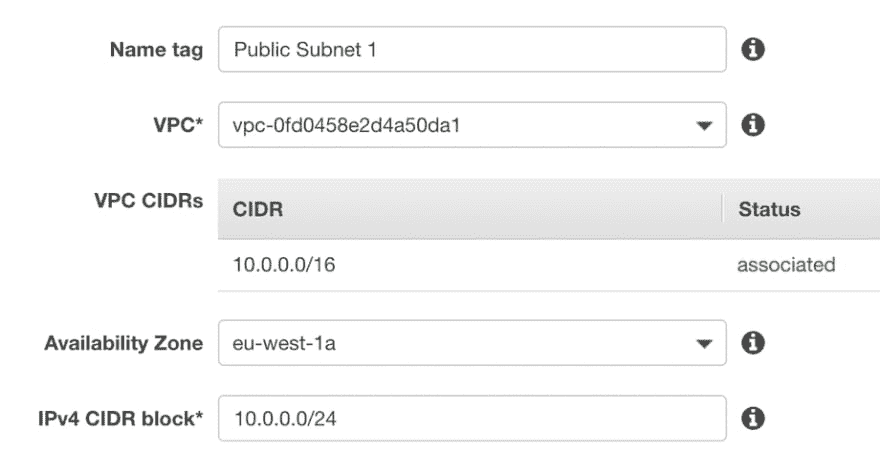 Name tag Public Subnet 1
VPC* vpc-0fd0458e2d4a50da1
VPC CIDRs CIDR Status
10.0.0.0/16 associated
Availability Zone eu-west-1a
IPv4 CIDR block* 10.0.0.0/24